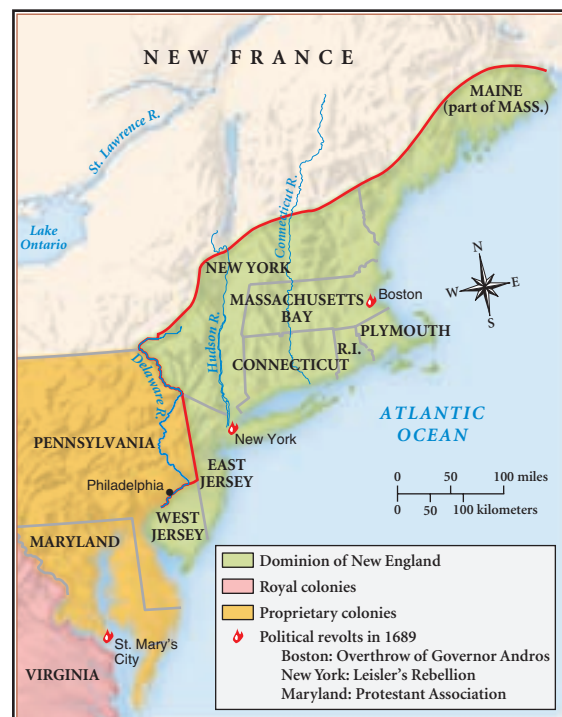 NEW FRANCE
MAINE
(part of MASS.)
St. Lawrence R.
Connecticut R.
Lake
Ontario
NEW YORK
MASSACHUSETTS
BAY
Boston
N
W
E
S
PLYMOUTH
R.I.
CONNECTICUT
Hudson R.
Delaware R.
New York
ATLANTIC
OCEAN
PENNSYLVANIA
EAST
JERSEY
Philadelphia
WEST
JERSEY
0 50 100 miles
0 50 100 kilometers
MARYLAND
St. Mary's
City
VIRGINIA
Dominion of New England
Royal colonies
Proprietary colonies
Political revolts in 1689
Boston: Overthrow of Governor Andros
New York: Leisler's Rebellion
Maryland: Protestant Association